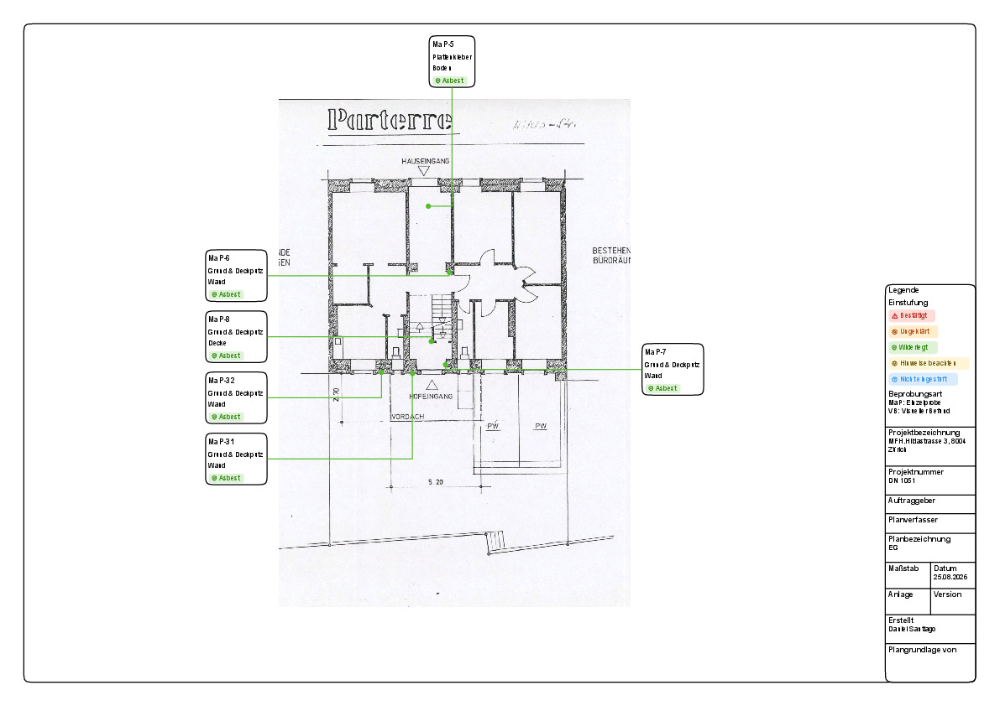 MaP-5
Plattenkleber
Boden
Asbest
Parterre
HAUSEINGANG
MaP-6
Grund & Deckputz
Wand
Asbest
NDE
GEN
BESTEHEN
BÜRORÄUM
MaP-8
Grund & Deckputz
Decke
Asbest
MaP-7
Grund & Deckputz
Wand
Asbest
MaP-32
Grund & Deckputz
Wand
Asbest
2.70
HOFEINGANG
VORDACH
PW
PW
MaP-31
Grund & Deckputz
Wand
Asbest
5.20
Legende
Einstufung
Bestätigt
Ungeklärt
Widerlegt
Hinweise beachten
Nicht eingestuft
Beprobungsart
MaP: Einzelprobe
VB: Visueller Befund
Projektbezeichnung
MFH.Hildastrasse 3, 8004
Zürich
Projektnummer
DN 1051
Auftraggeber
Planverfasser
Planbezeichnung
EG
Maßstab
Datum
25.08.2026
Anlage
Version
Erstellt
Daniel Santiago
Plangrundlage von